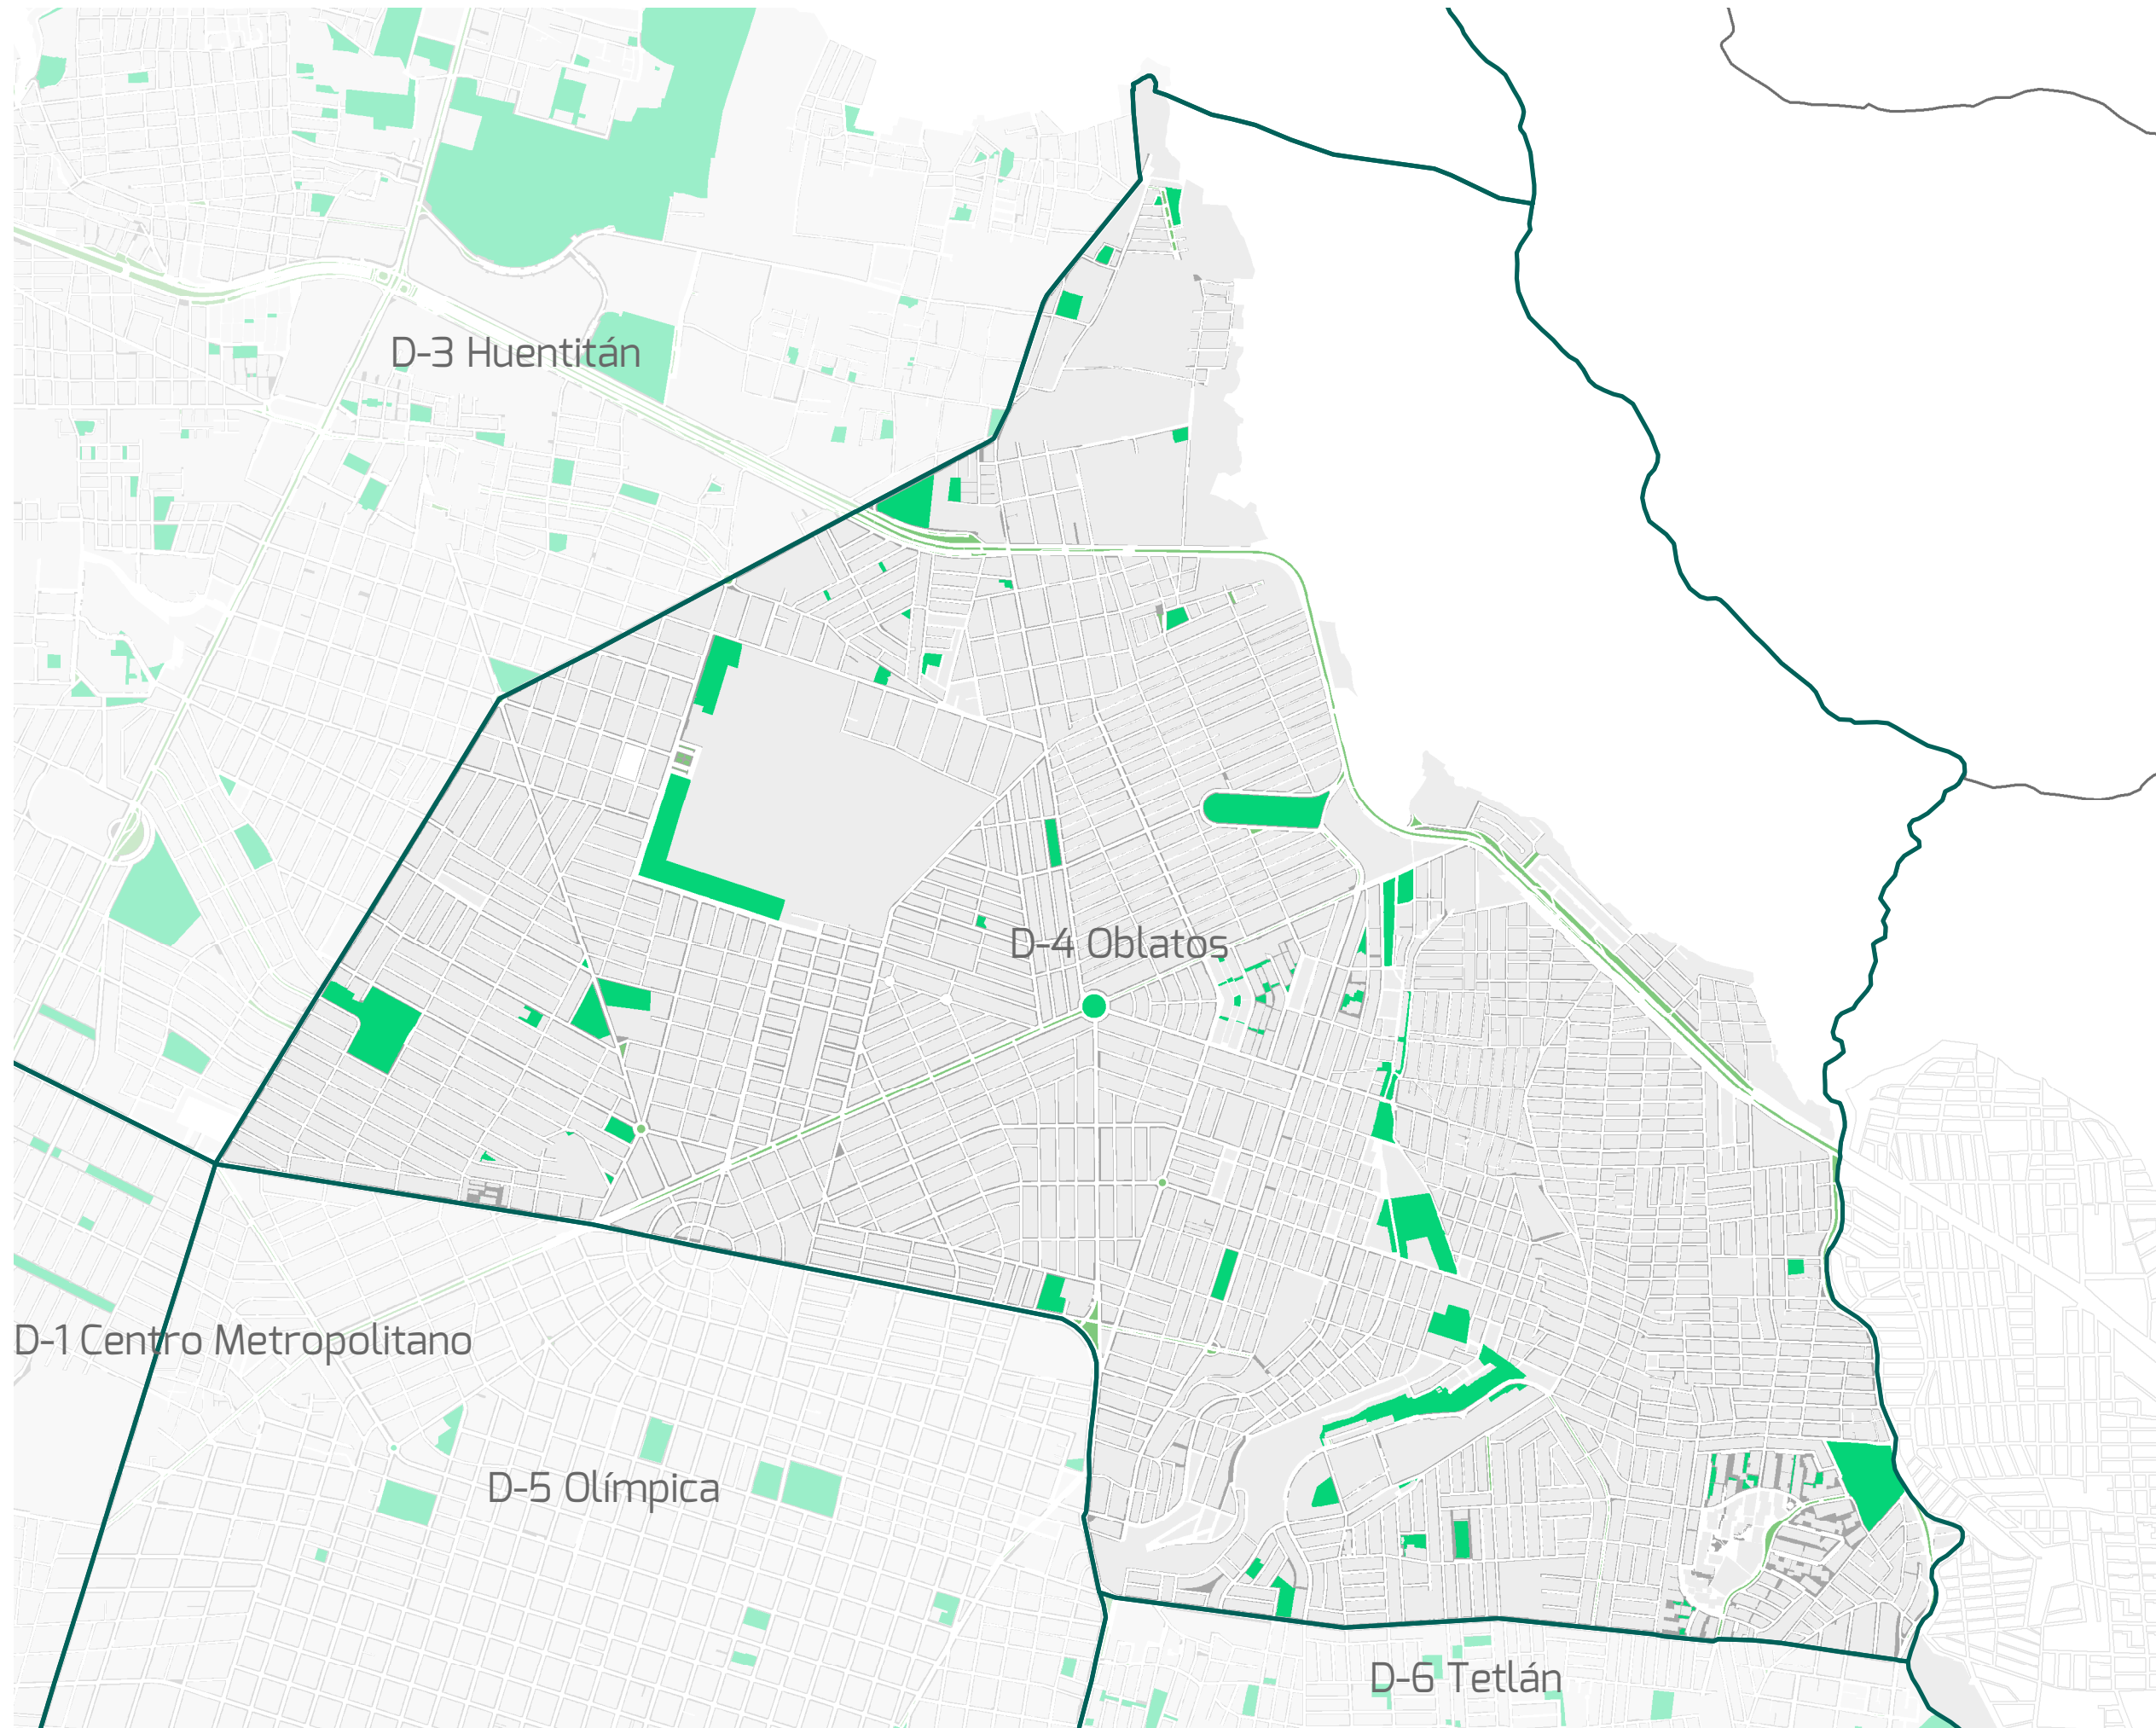 D-3 Huentitán
D-4 Oblatos
D-1 Centro Metropolitano
D-5 Olímpica
D-6 Tetlán